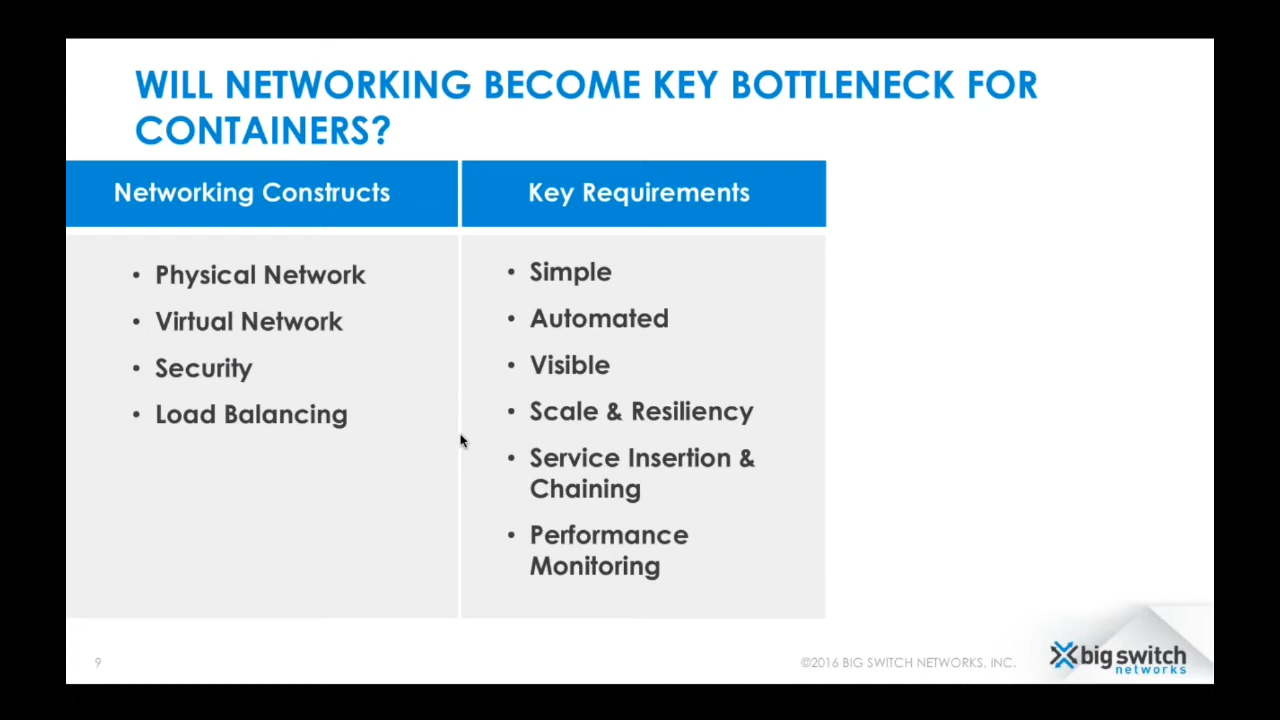 WILL NETWORKING BECOME KEY BOTTLENECK FOR
CONTAINERS?
Networking Constructs
• Physical Network
• Virtual Network
• Security
• Load Balancing
Key Requirements
• Simple
• Automated
• Visible
• Scale & Resiliency
• Service Insertion &
Chaining
• Performance
Monitoring
9
©2016 BIG SWITCH NETWORKS, INC.
big switch
networks